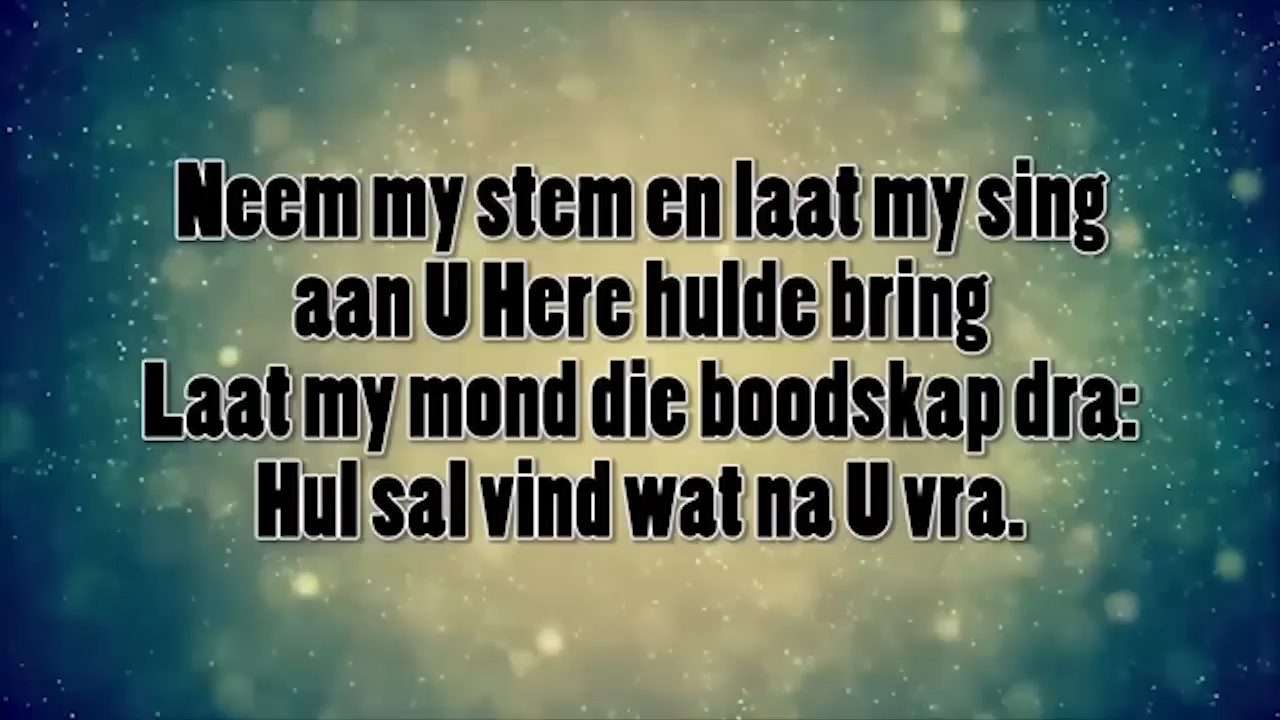 Neem my stem en laat my sing
aan U Here hulde bring
Laat my mond die boodskap dra:
Hul sal vind wat na U vra.